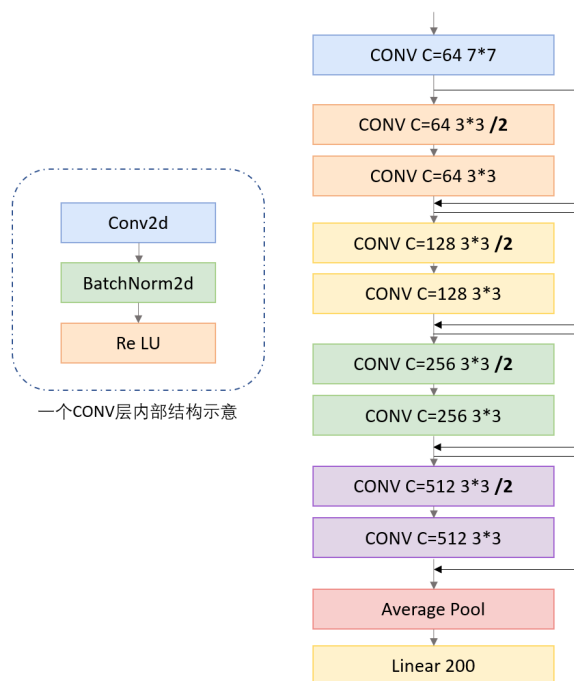 Conv2d
BatchNorm2d
Re LU
一个CONV层内部结构示意
CONV C=64 7*7
CONV C=64 3*3 /2
CONV C=64 3*3
CONV C=128 3*3 /2
CONV C=128 3*3
CONV C=256 3*3 /2
CONV C=256 3*3
CONV C=512 3*3 /2
CONV C=512 3*3
Average Pool
Linear 200